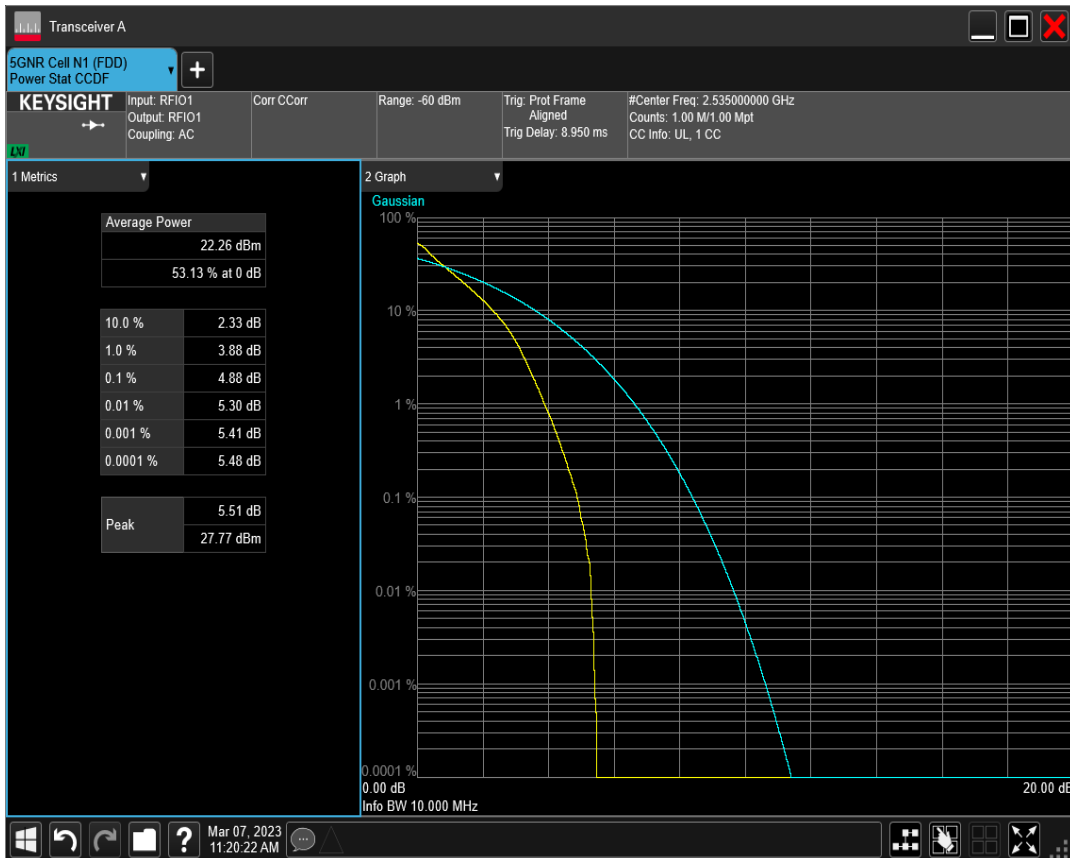 Transceiver A
5GNR Cell N1 (FDD)
Power Stat CCDF
+
KEYSIGHT
LXI
Input: RFIO1
Output: RFIO1
Coupling: AC
Corr CCorr
Range: -60 dBm
Trig: Prot Frame
Aligned
Trig Delay: 8.950 ms
#Center Freq: 2.535000000 GHz
Counts: 1.00 M/1.00 Mpt
CC Info: UL, 1 CC
1 Metrics
Average Power
22.26 dBm
53.13 % at 0 dB
10.0 % 2.33 dB
1.0 % 3.88 dB
0.1 % 4.88 dB
0.01 % 5.30 dB
0.001 % 5.41 dB
0.0001 % 5.48 dB
Peak 5.51 dB
27.77 dBm
2 Graph
Gaussian
100 %
10 %
1 %
0.1 %
0.01 %
0.001 %
0.0001 %
0.00 dB 20.00 dB
Info BW 10.000 MHz
?
Mar 07, 2023
11:20:22 AM